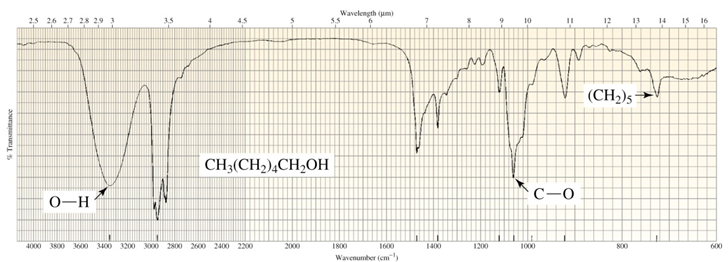 Wavelength (μm)
2.5 2.6 2.7 2.8 2.9 3 3.5 4 4.5 5 5.5 6 7 8 9 10 11 12 13 14 15 16
% Transmittance
(CH₂)₅
CH₃(CH₂)₄CH₂OH
O—H
C—O
4000 3800 3600 3400 3200 3000 2800 2600 2400 2200 2000 1800 1600 1400 1200 1000 800 600
Wavenumber (cm⁻¹)